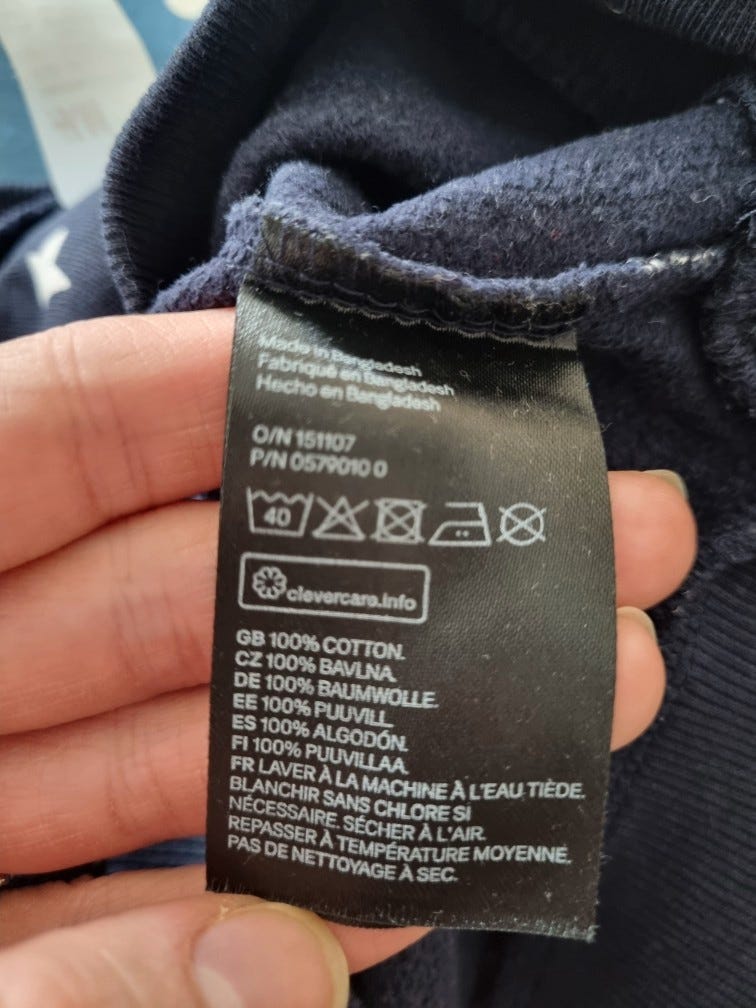 Made in Bangladesh
Fabriqué en Bangladesh
Hecho en Bangladesh
O/N 151107
P/N 0579010 0
40
clevercare.info
GB 100% COTTON.
CZ 100% BAVLNA.
DE 100% BAUMWOLLE.
EE 100% PUUVILL.
ES 100% ALGODÓN.
FI 100% PUUVILLAA.
FR LAVER À LA MACHINE À L'EAU TIÈDE.
BLANCHIR SANS CHLORE SI
NÉCESSAIRE. SÉCHER À L'AIR.
REPASSER À TEMPÉRATURE MOYENNE.
PAS DE NETTOYAGE À SEC.